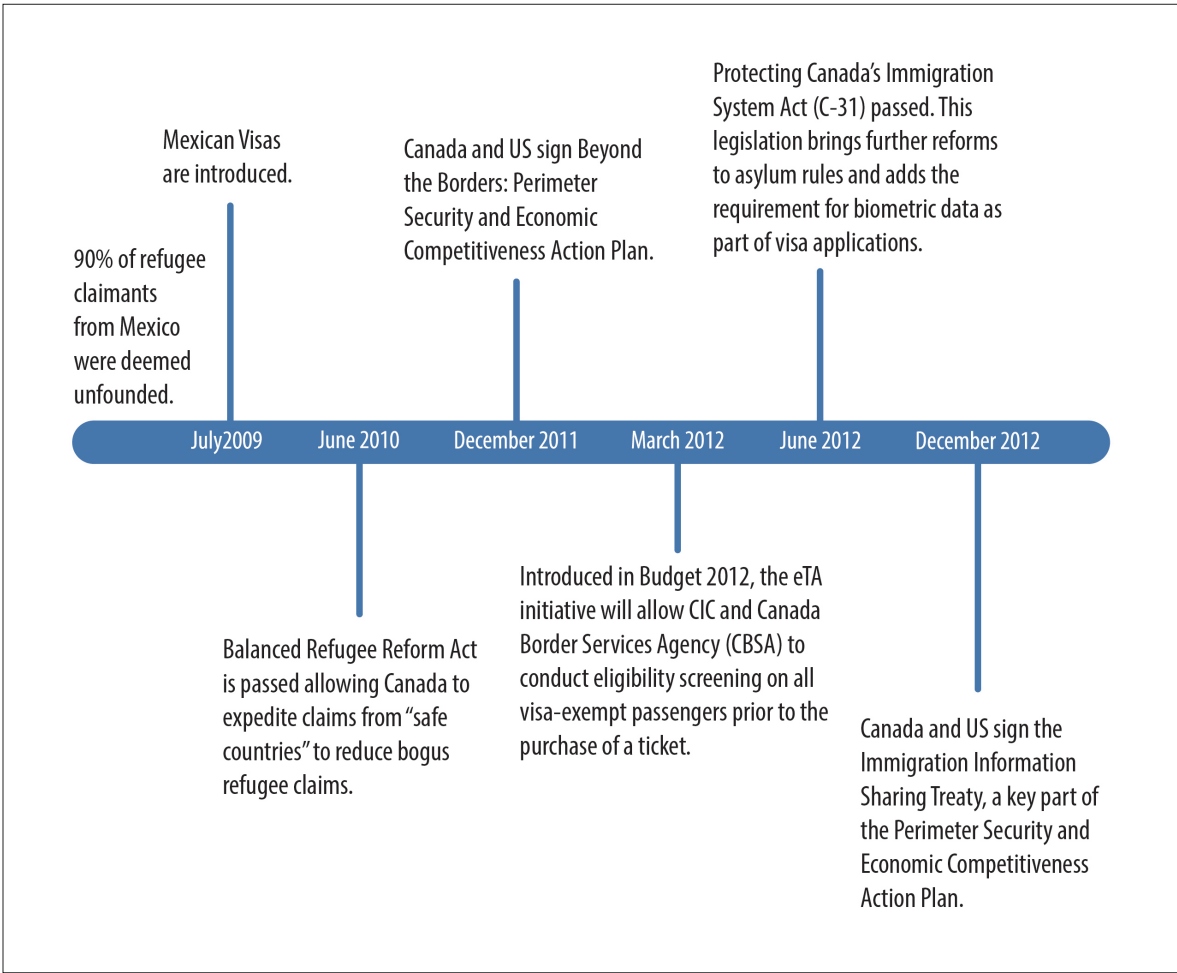 Mexican Visas
are introduced.
90% of refugee
claimants
from Mexico
were deemed
unfounded.
Canada and US sign Beyond
the Borders: Perimeter
Security and Economic
Competitiveness Action Plan.
Protecting Canada’s Immigration
System Act (C-31) passed. This
legislation brings further reforms
to asylum rules and adds the
requirement for biometric data as
part of visa applications.
July2009
June 2010
December 2011
March 2012
June 2012
December 2012
Balanced Refugee Reform Act
is passed allowing Canada to
expedite claims from “safe
countries” to reduce bogus
refugee claims.
Introduced in Budget 2012, the eTA
initiative will allow CIC and Canada
Border Services Agency (CBSA) to
conduct eligibility screening on all
visa-exempt passengers prior to the
purchase of a ticket.
Canada and US sign the
Immigration Information
Sharing Treaty, a key part of
the Perimeter Security and
Economic Competitiveness
Action Plan.